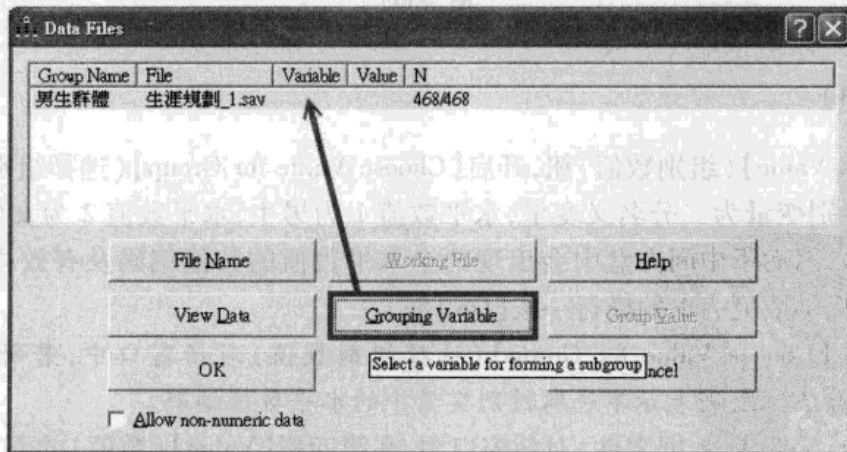 Data Files
Group Name File Variable Value N
男生群體 生涯規劃_1.sav 468/468
File Name Working File Help
View Data Grouping Variable Group Value
OK Select a variable for forming a subgroup ncel
Allow non-numeric data